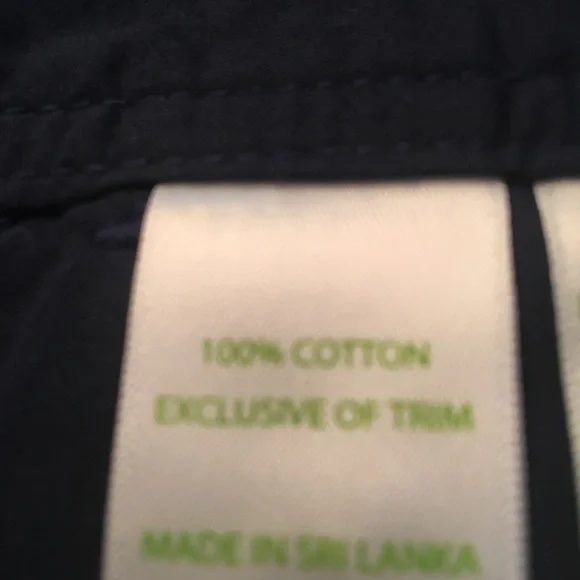 100% COTTON
EXCLUSIVE OF TRIM
MADE IN SRI LANKA